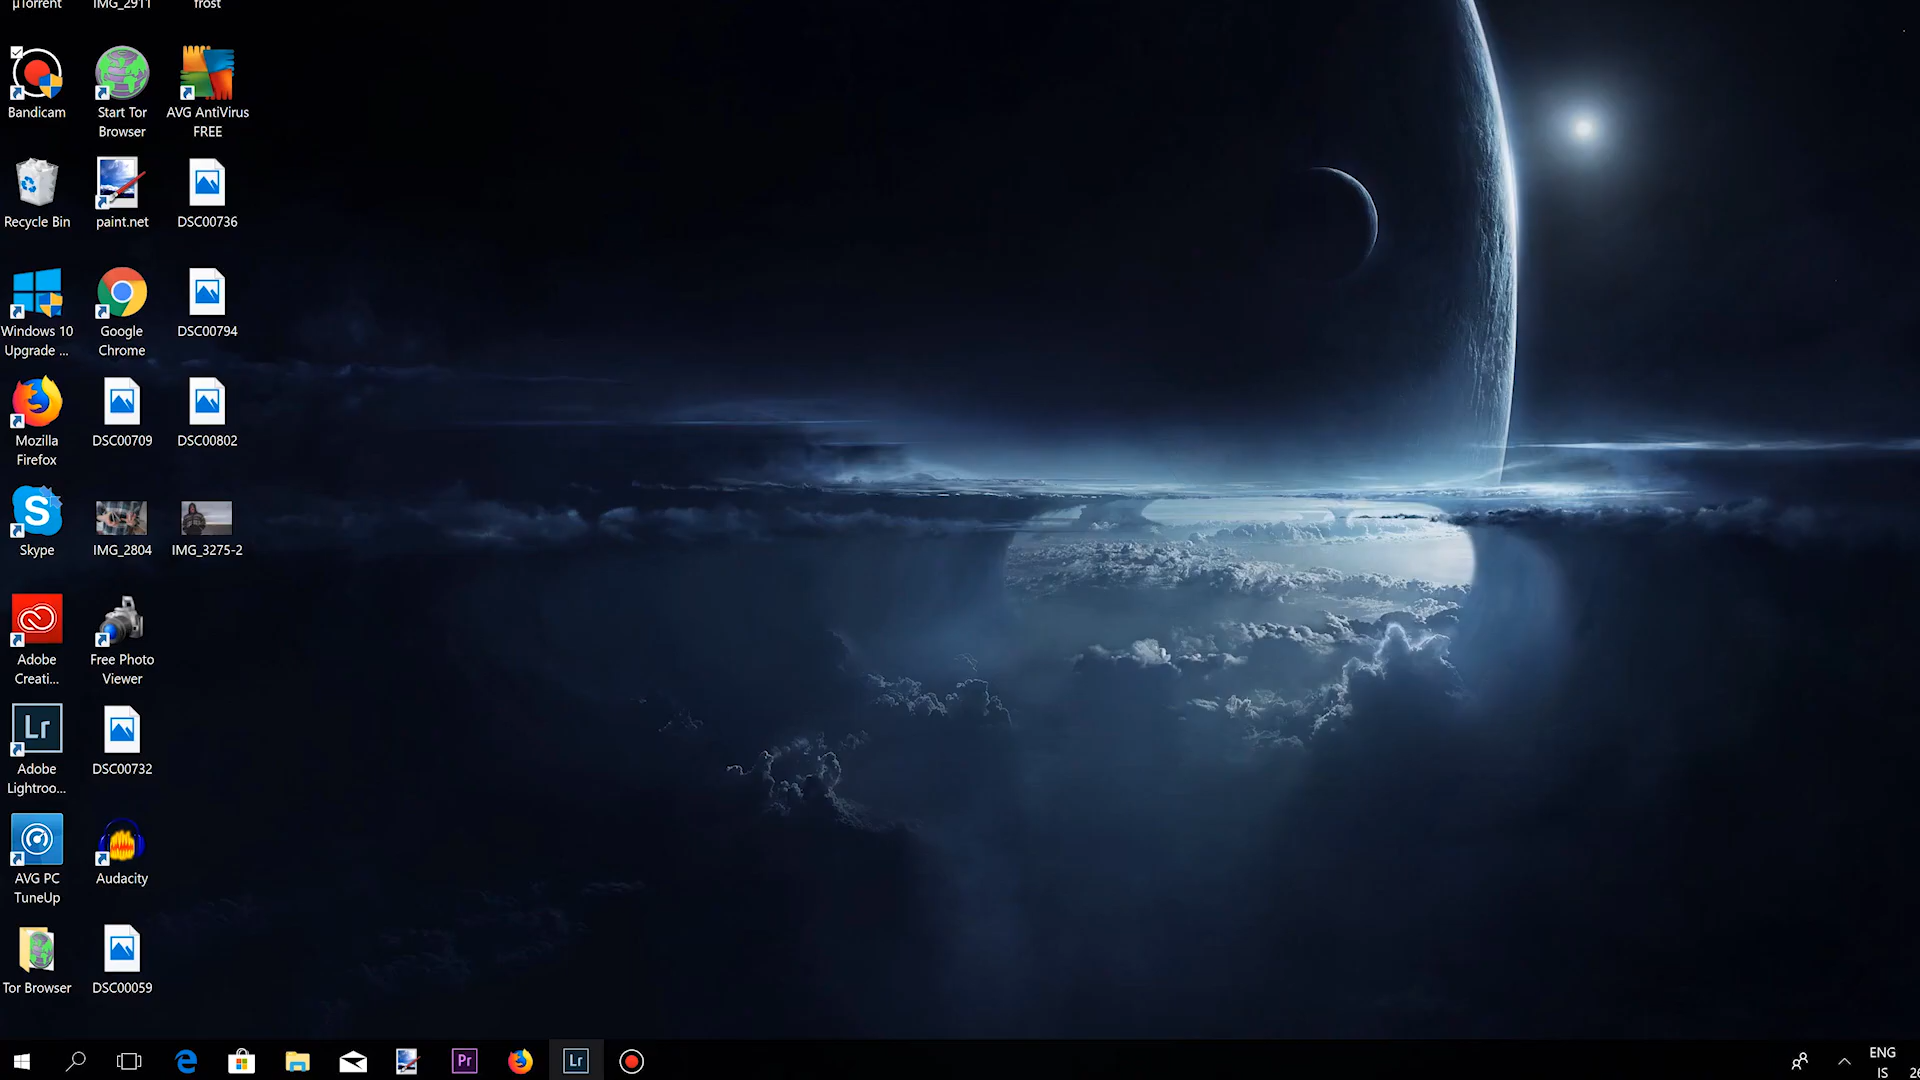 µTorrent
IMG_2911
frost
Bandicam
Start Tor
Browser
AVG AntiVirus
FREE
Recycle Bin
paint.net
DSC00736
Windows 10
Upgrade ...
Google
Chrome
DSC00794
Mozilla
Firefox
DSC00709
DSC00802
S
Skype
IMG_2804
IMG_3275-2
Adobe
Creati...
Free Photo
Viewer
Lr
Adobe
Lightroo...
DSC00732
AVG PC
TuneUp
Audacity
Tor Browser
DSC00059
Pr
Lr
ENG
IS
26